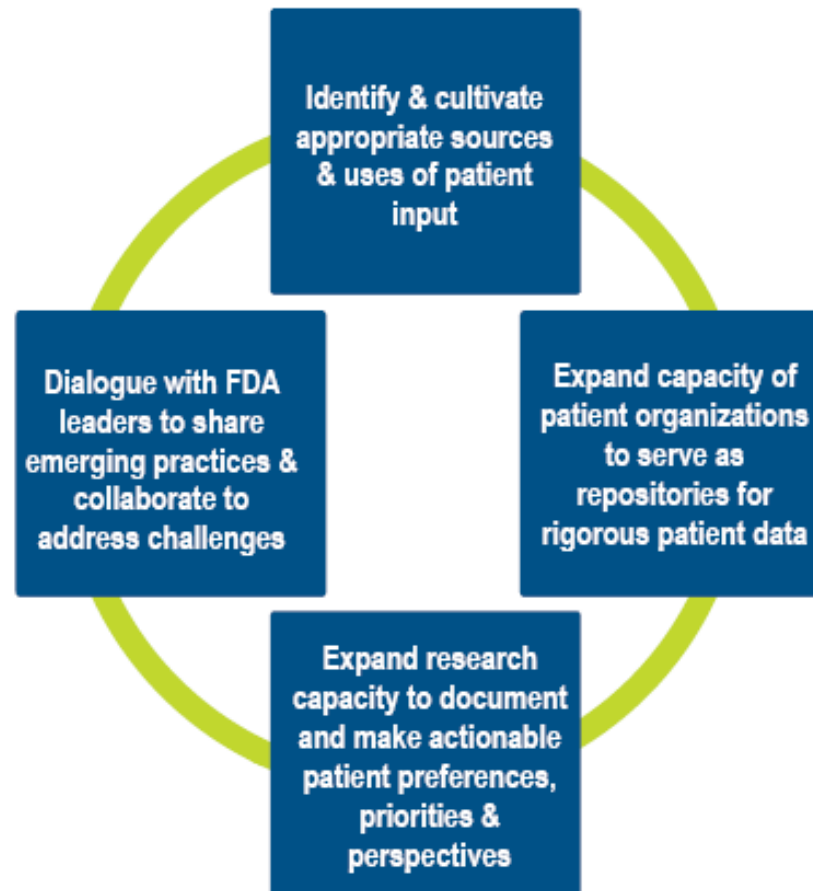 Identify & cultivate
appropriate sources
& uses of patient
input
Dialogue with FDA
leaders to share
emerging practices &
collaborate to
address challenges
Expand capacity of
patient organizations
to serve as
repositories for
rigorous patient data
Expand research
capacity to document
and make actionable
patient preferences,
priorities &
perspectives